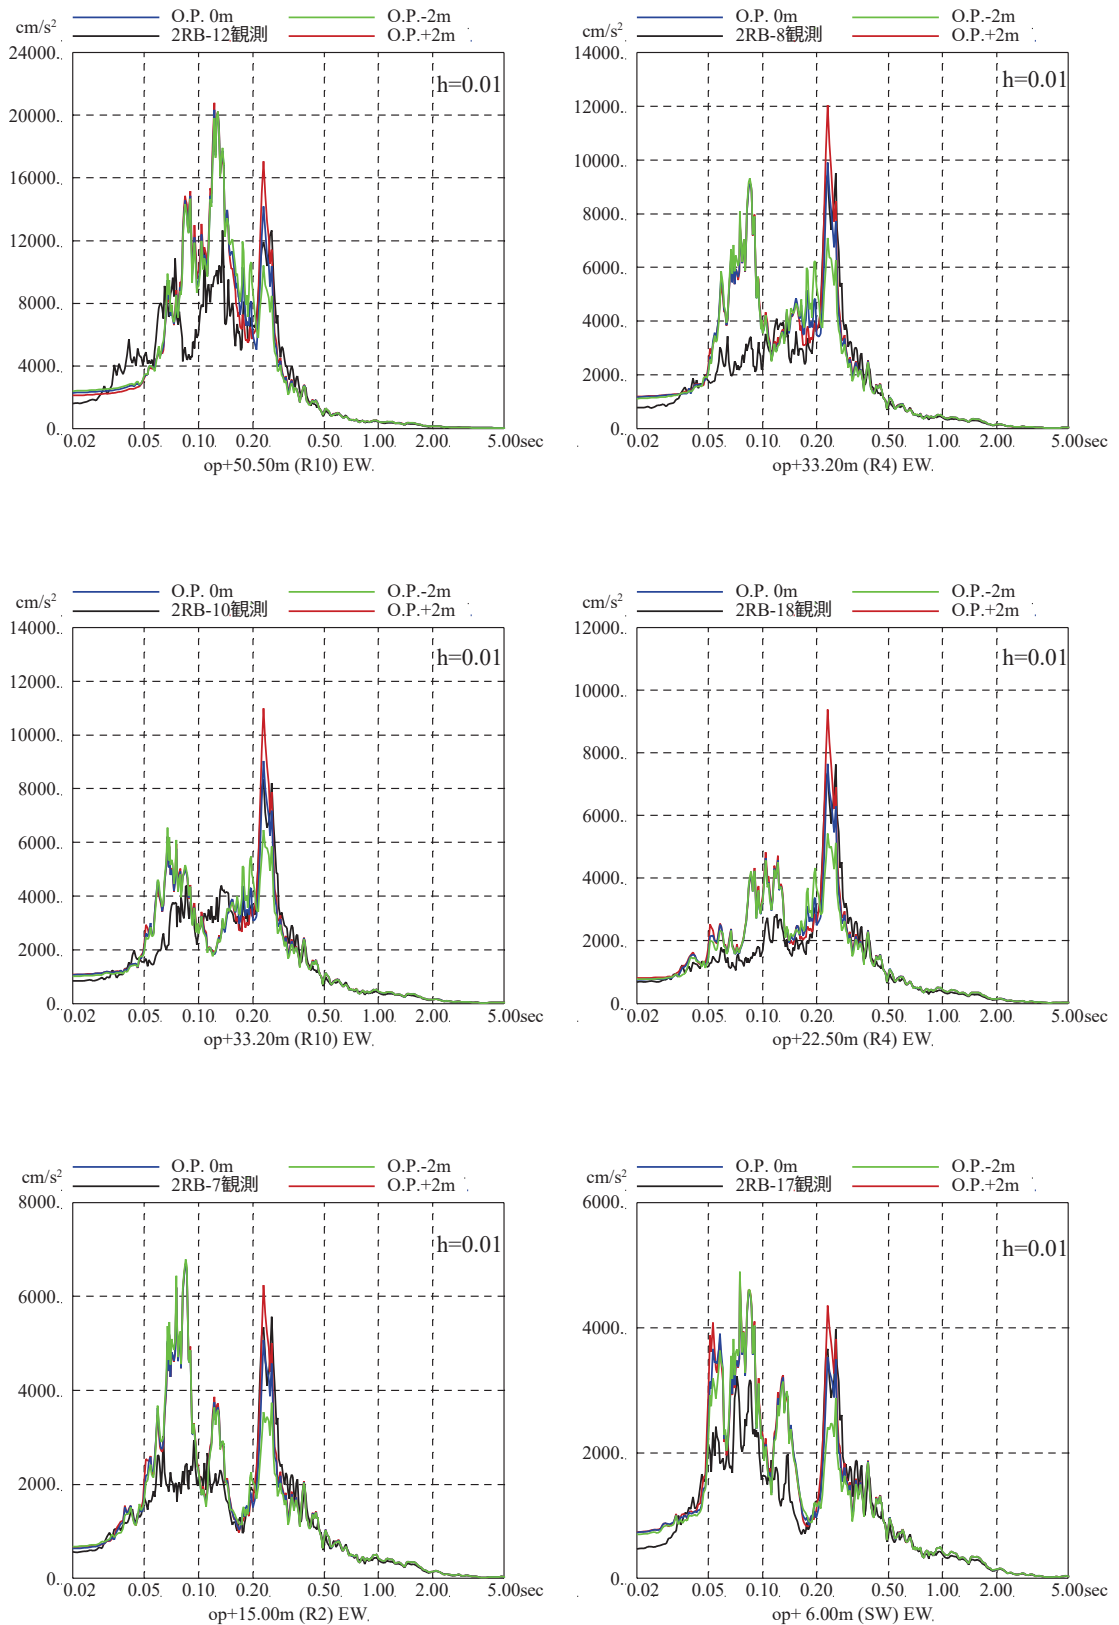 cm/s²
O.P. 0m
O.P.-2m
2RB-12観測
O.P.+2m
24000.
20000.
16000.
12000.
8000.
4000.
0.
h=0.01
0.02 0.05 0.10 0.20 0.50 1.00 2.00 5.00sec
op+50.50m (R10) EW.
cm/s²
O.P. 0m
O.P.-2m
2RB-8観測
O.P.+2m
14000.
12000.
10000.
8000.
6000.
4000.
2000.
0.
h=0.01
0.02 0.05 0.10 0.20 0.50 1.00 2.00 5.00sec
op+33.20m (R4) EW.
cm/s²
O.P. 0m
O.P.-2m
2RB-10観測
O.P.+2m
14000.
12000.
10000.
8000.
6000.
4000.
2000.
0.
h=0.01
0.02 0.05 0.10 0.20 0.50 1.00 2.00 5.00sec
op+33.20m (R10) EW.
cm/s²
O.P. 0m
O.P.-2m
2RB-18観測
O.P.+2m
12000.
10000.
8000.
6000.
4000.
2000.
0.
h=0.01
0.02 0.05 0.10 0.20 0.50 1.00 2.00 5.00sec
op+22.50m (R4) EW.
cm/s²
O.P. 0m
O.P.-2m
2RB-7観測
O.P.+2m
8000.
6000.
4000.
2000.
0.
h=0.01
0.02 0.05 0.10 0.20 0.50 1.00 2.00 5.00sec
op+15.00m (R2) EW.
cm/s²
O.P. 0m
O.P.-2m
2RB-17観測
O.P.+2m
6000.
4000.
2000.
0.
h=0.01
0.02 0.05 0.10 0.20 0.50 1.00 2.00 5.00sec
op+ 6.00m (SW) EW.